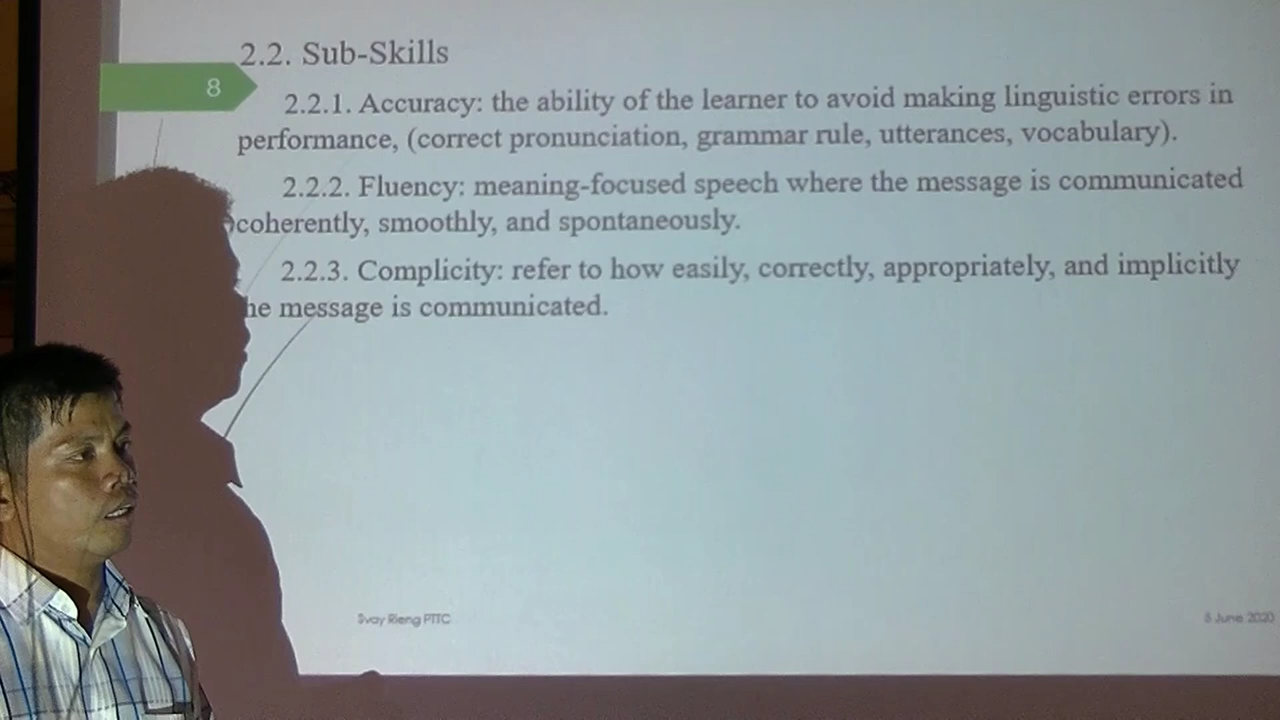 2.2. Sub-Skills
8
2.2.1. Accuracy: the ability of the learner to avoid making linguistic errors in
performance, (correct pronunciation, grammar rule, utterances, vocabulary).
2.2.2. Fluency: meaning-focused speech where the message is communicated
coherently, smoothly, and spontaneously.
2.2.3. Complicity: refer to how easily, correctly, appropriately, and implicitly
he message is communicated.
Svay Rieng PTTC
5 June 2020